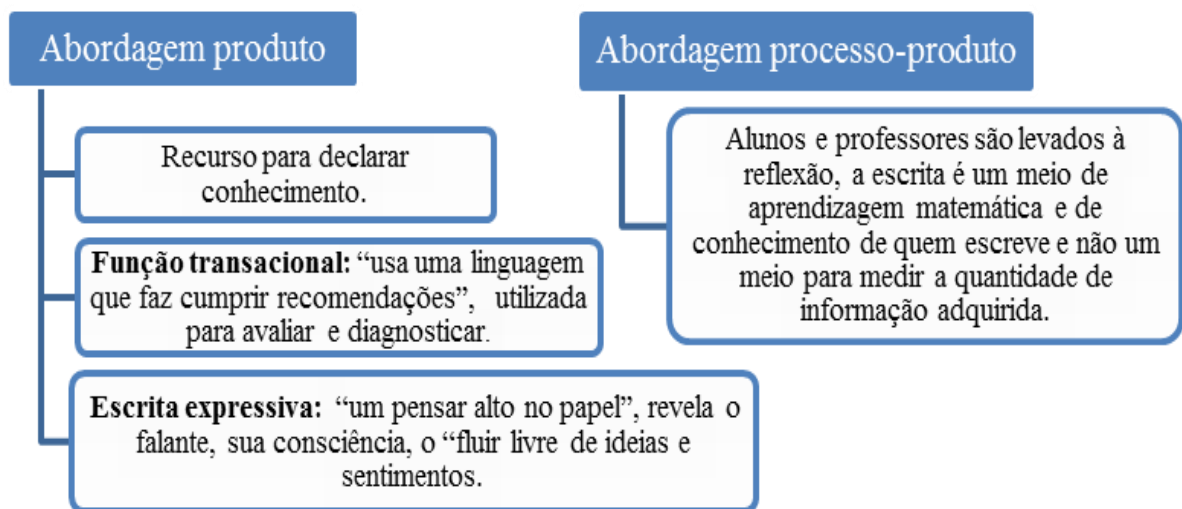 Abordagem produto
Recurso para declarar
conhecimento.
Função transacional: “usa uma linguagem
que faz cumprir recomendações”, utilizada
para avaliar e diagnosticar.
Escrita expressiva: “um pensar alto no papel”, revela o
falante, sua consciência, o “fluir livre de ideias e
sentimentos.
Abordagem processo-produto
Alunos e professores são levados à
reflexão, a escrita é um meio de
aprendizagem matemática e de
conhecimento de quem escreve e não um
meio para medir a quantidade de
informação adquirida.